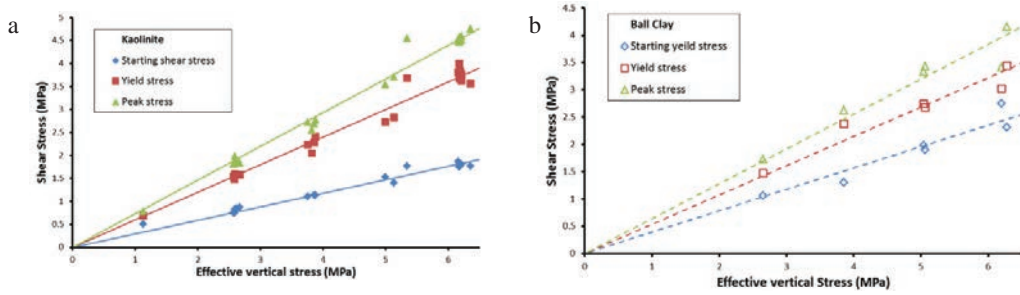 a
Kaolinite
Starting shear stress
Yield stress
Peak stress
Shear Stress (MPa)
5
4.5
4
3.5
3
2.5
2
1.5
1
0.5
0
0 1 2 3 4 5 6
Effective vertical stress (MPa)
b
Ball Clay
Starting yeild stress
Yield stress
Peak stress
Shear Stress (MPa)
4.5
4
3.5
3
2.5
2
1.5
1
0.5
0
0 1 2 3 4 5 6
Effective vertical Stress (MPa)